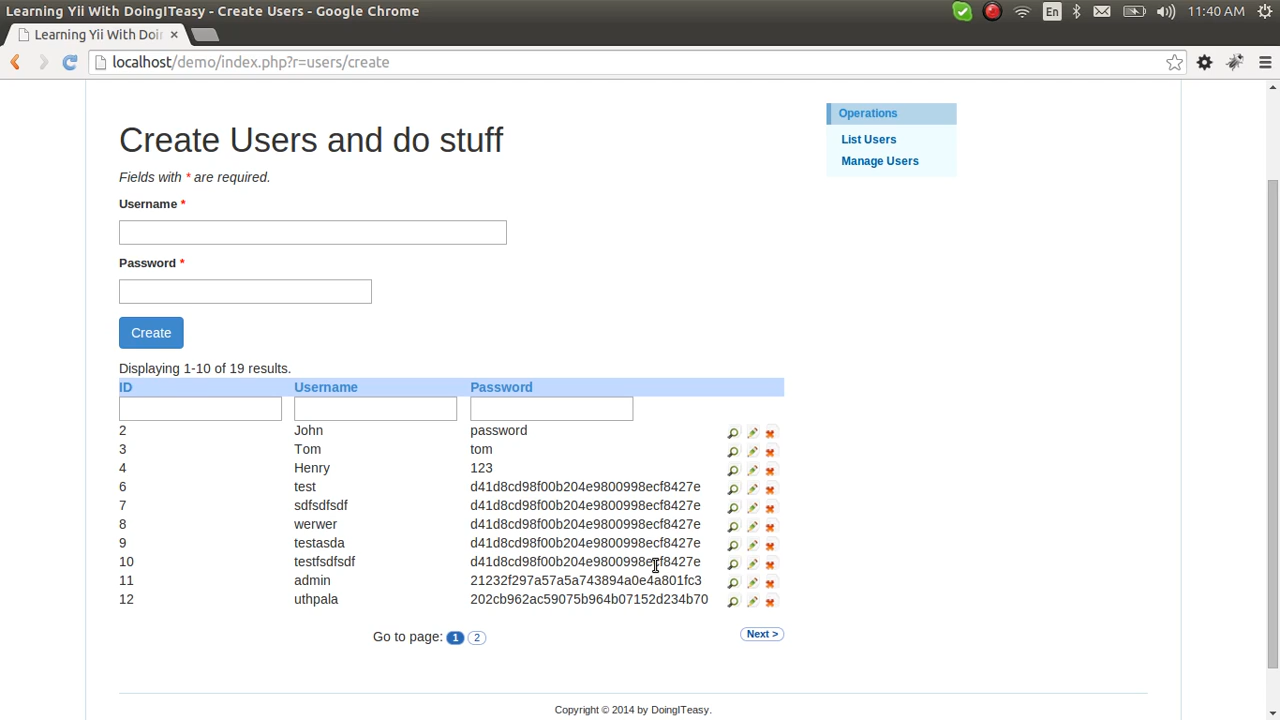 Learning Yii With DoingITeasy - Create Users - Google Chrome
En
11:40 AM
Learning Yii With Doi
localhost/demo/index.php?r=users/create
Operations
List Users
Manage Users
Create Users and do stuff
Fields with * are required.
Username *
Password *
Create
Displaying 1-10 of 19 results.
ID Username Password
2 John password
3 Tom tom
4 Henry 123
6 test d41d8cd98f00b204e9800998ecf8427e
7 sdfsdfsdf d41d8cd98f00b204e9800998ecf8427e
8 werwer d41d8cd98f00b204e9800998ecf8427e
9 testasda d41d8cd98f00b204e9800998ecf8427e
10 testfsdfsdf d41d8cd98f00b204e9800998ecf8427e
11 admin 21232f297a57a5a743894a0e4a801fc3
12 uthpala 202cb962ac59075b964b07152d234b70
Go to page: 1 2 Next >
Copyright © 2014 by DoingITeasy.